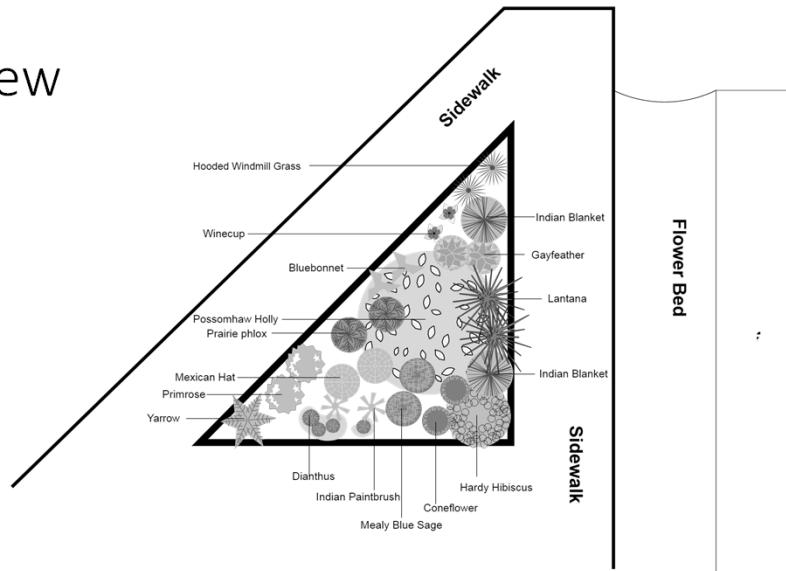 ew
Sidewalk
Hooded Windmill Grass
Indian Blanket
Winecup
Gayfeather
Bluebonnet
Lantana
Flower Bed
Possomhaw Holly
Prairie phlox
Mexican Hat
Indian Blanket
Primrose
Yarrow
Sidewalk
Dianthus
Hardy Hibiscus
Indian Paintbrush
Coneflower
Mealy Blue Sage